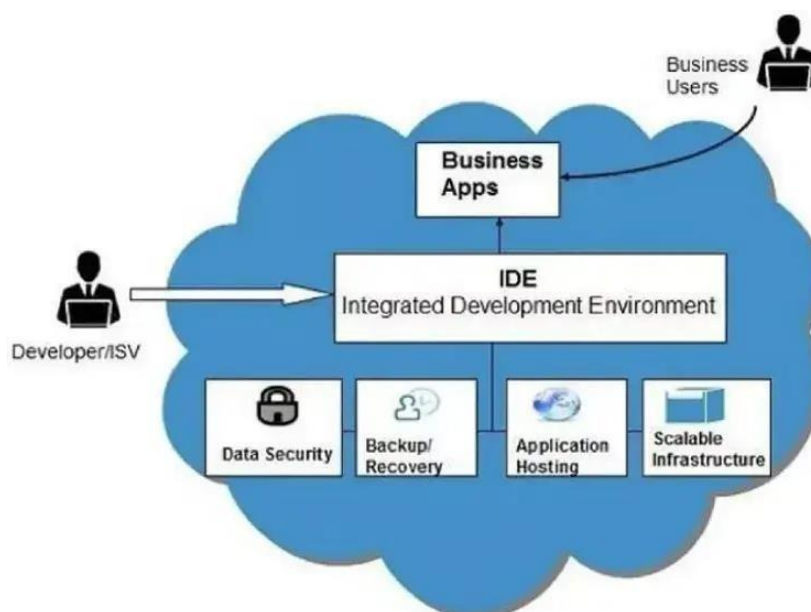 Business
Users
Business
Apps
IDE
Integrated Development Environment
Developer/ISV
Data Security
Backup/
Recovery
Application
Hosting
Scalable
Infrastructure